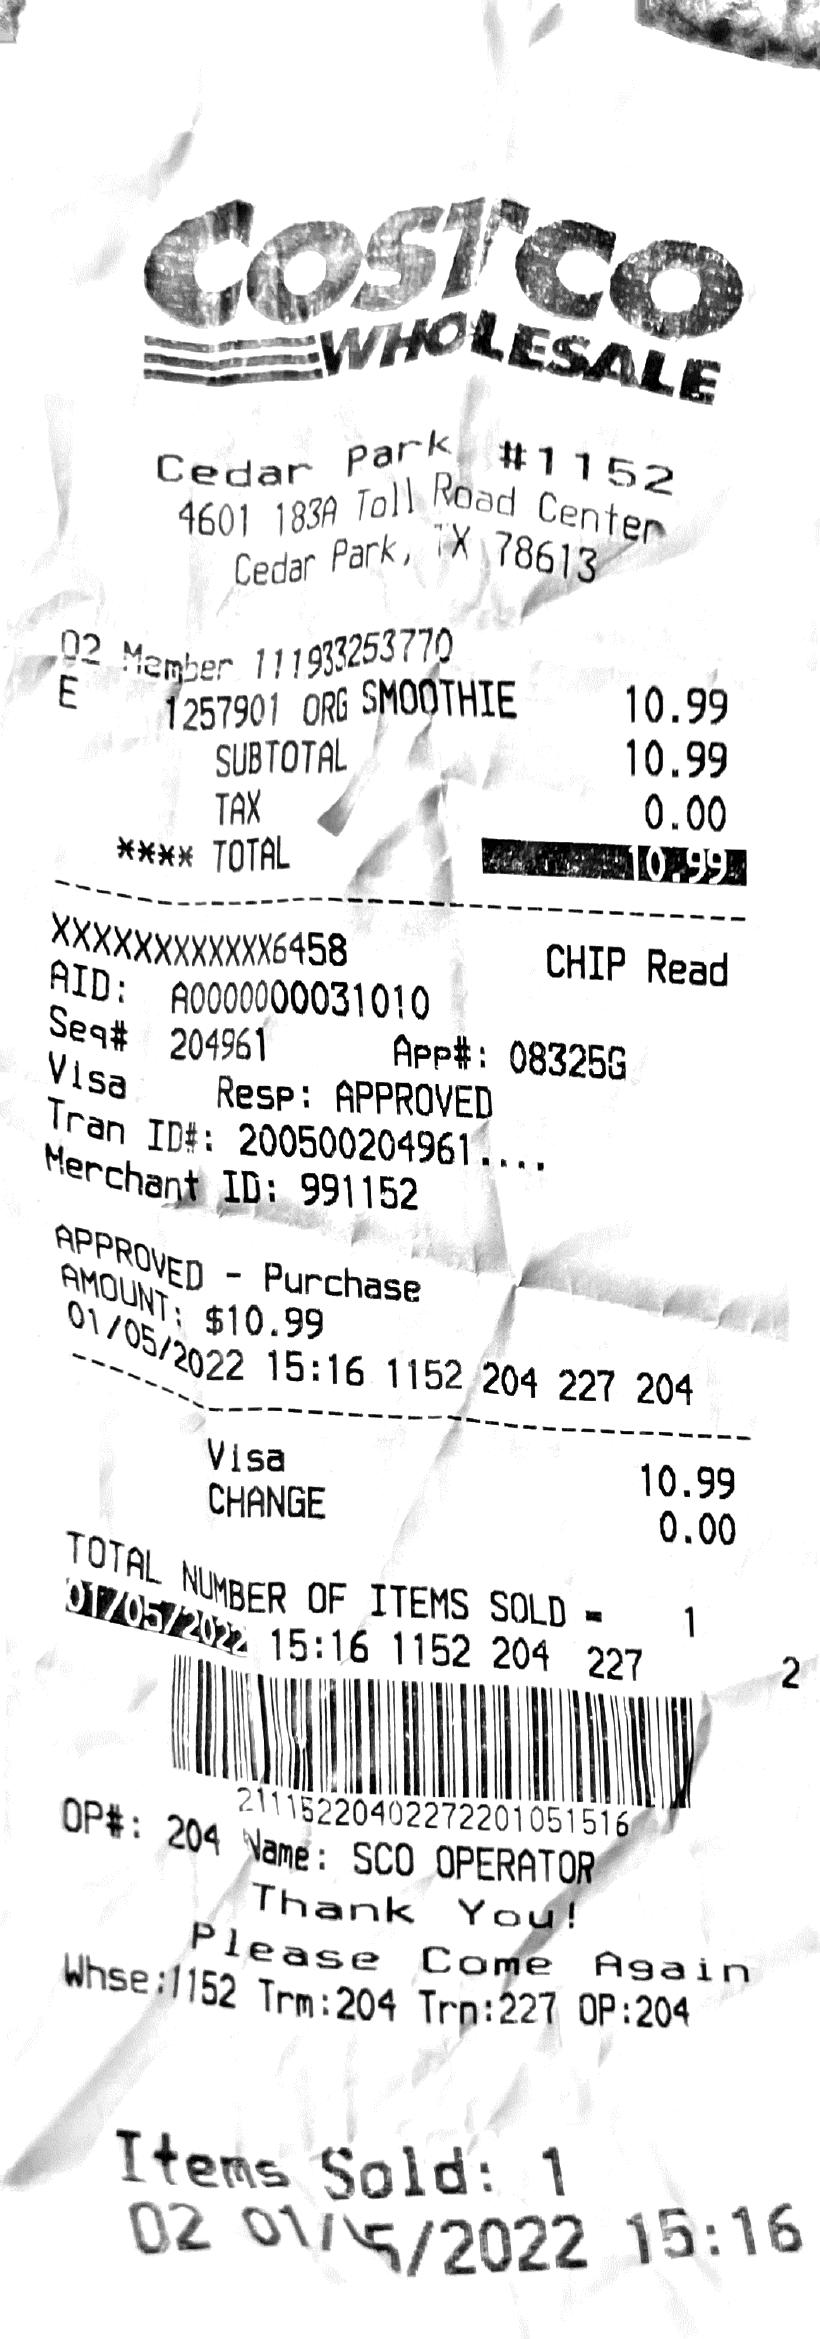 COSTCO
WHOLESALE
Cedar Park #1152
4601 183A Toll Road Center
Cedar Park, TX 78613
02 Member 111933253770
E 1257901 ORG SMOOTHIE 10.99
SUBTOTAL 10.99
TAX 0.00
**** TOTAL 10.99
XXXXXXXXXXXX6458 CHIP Read
AID: A0000000031010
Seq# 204961 App#: 08325G
Visa Resp: APPROVED
Tran ID#: 200500204961....
Merchant ID: 991152
APPROVED - Purchase
AMOUNT: $10.99
01/05/2022 15:16 1152 204 227 204
Visa 10.99
CHANGE 0.00
TOTAL NUMBER OF ITEMS SOLD = 1
01/05/2022 15:16 1152 204 227 2
21115220402272201051516
OP#: 204 Name: SCO OPERATOR
Thank You!
Please Come Again
Whse:1152 Trm:204 Trn:227 OP:204
Items Sold: 1
02 01/05/2022 15:16